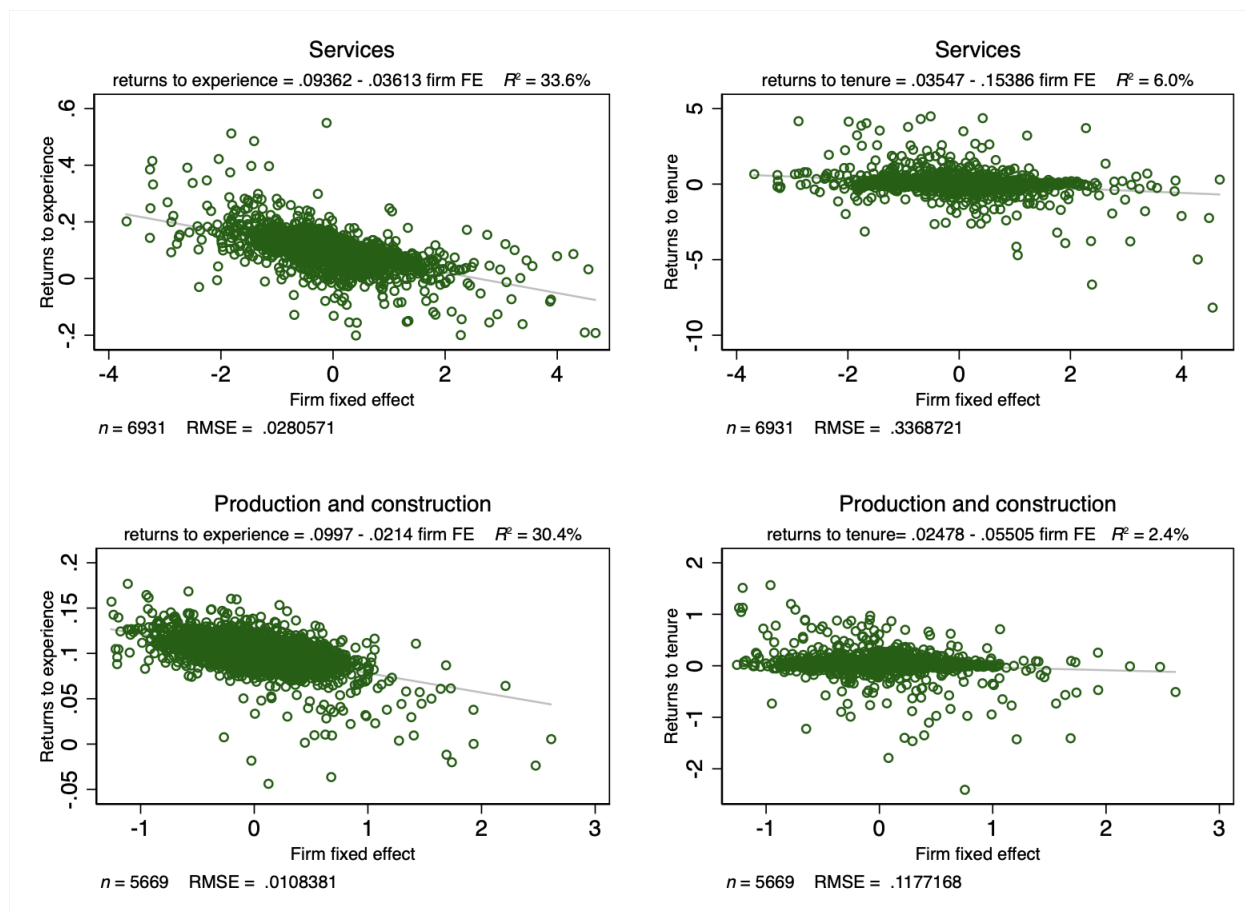 Services
returns to experience = .09362 - .03613 firm FE R² = 33.6%
Returns to experience
.6
.4
.2
0
-.2
-4 -2 0 2 4
Firm fixed effect
n = 6931 RMSE = .0280571
Services
returns to tenure = .03547 - .15386 firm FE R² = 6.0%
Returns to tenure
5
0
-5
-10
-4 -2 0 2 4
Firm fixed effect
n = 6931 RMSE = .3368721
Production and construction
returns to experience = .0997 - .0214 firm FE R² = 30.4%
Returns to experience
.2
.15
.1
.05
0
-.05
-1 0 1 2 3
Firm fixed effect
n = 5669 RMSE = .0108381
Production and construction
returns to tenure= .02478 - .05505 firm FE R² = 2.4%
Returns to tenure
2
1
0
-1
-2
-1 0 1 2 3
Firm fixed effect
n = 5669 RMSE = .1177168